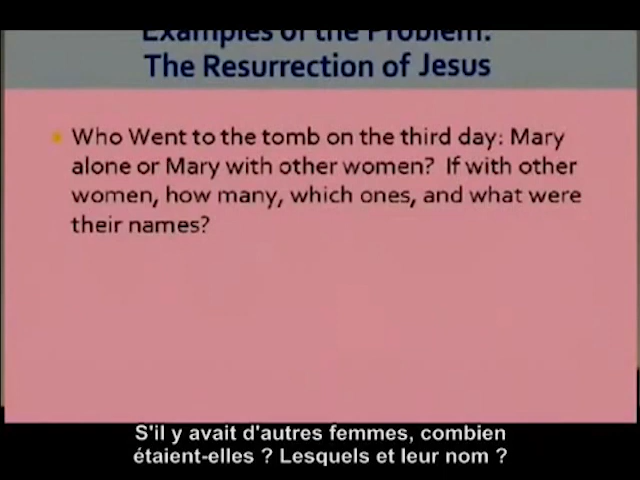 Examples of the Problem:
The Resurrection of Jesus
Who Went to the tomb on the third day: Mary
alone or Mary with other women? If with other
women, how many, which ones, and what were
their names?
S'il y avait d'autres femmes, combien
étaient-elles ? Lesquels et leur nom ?